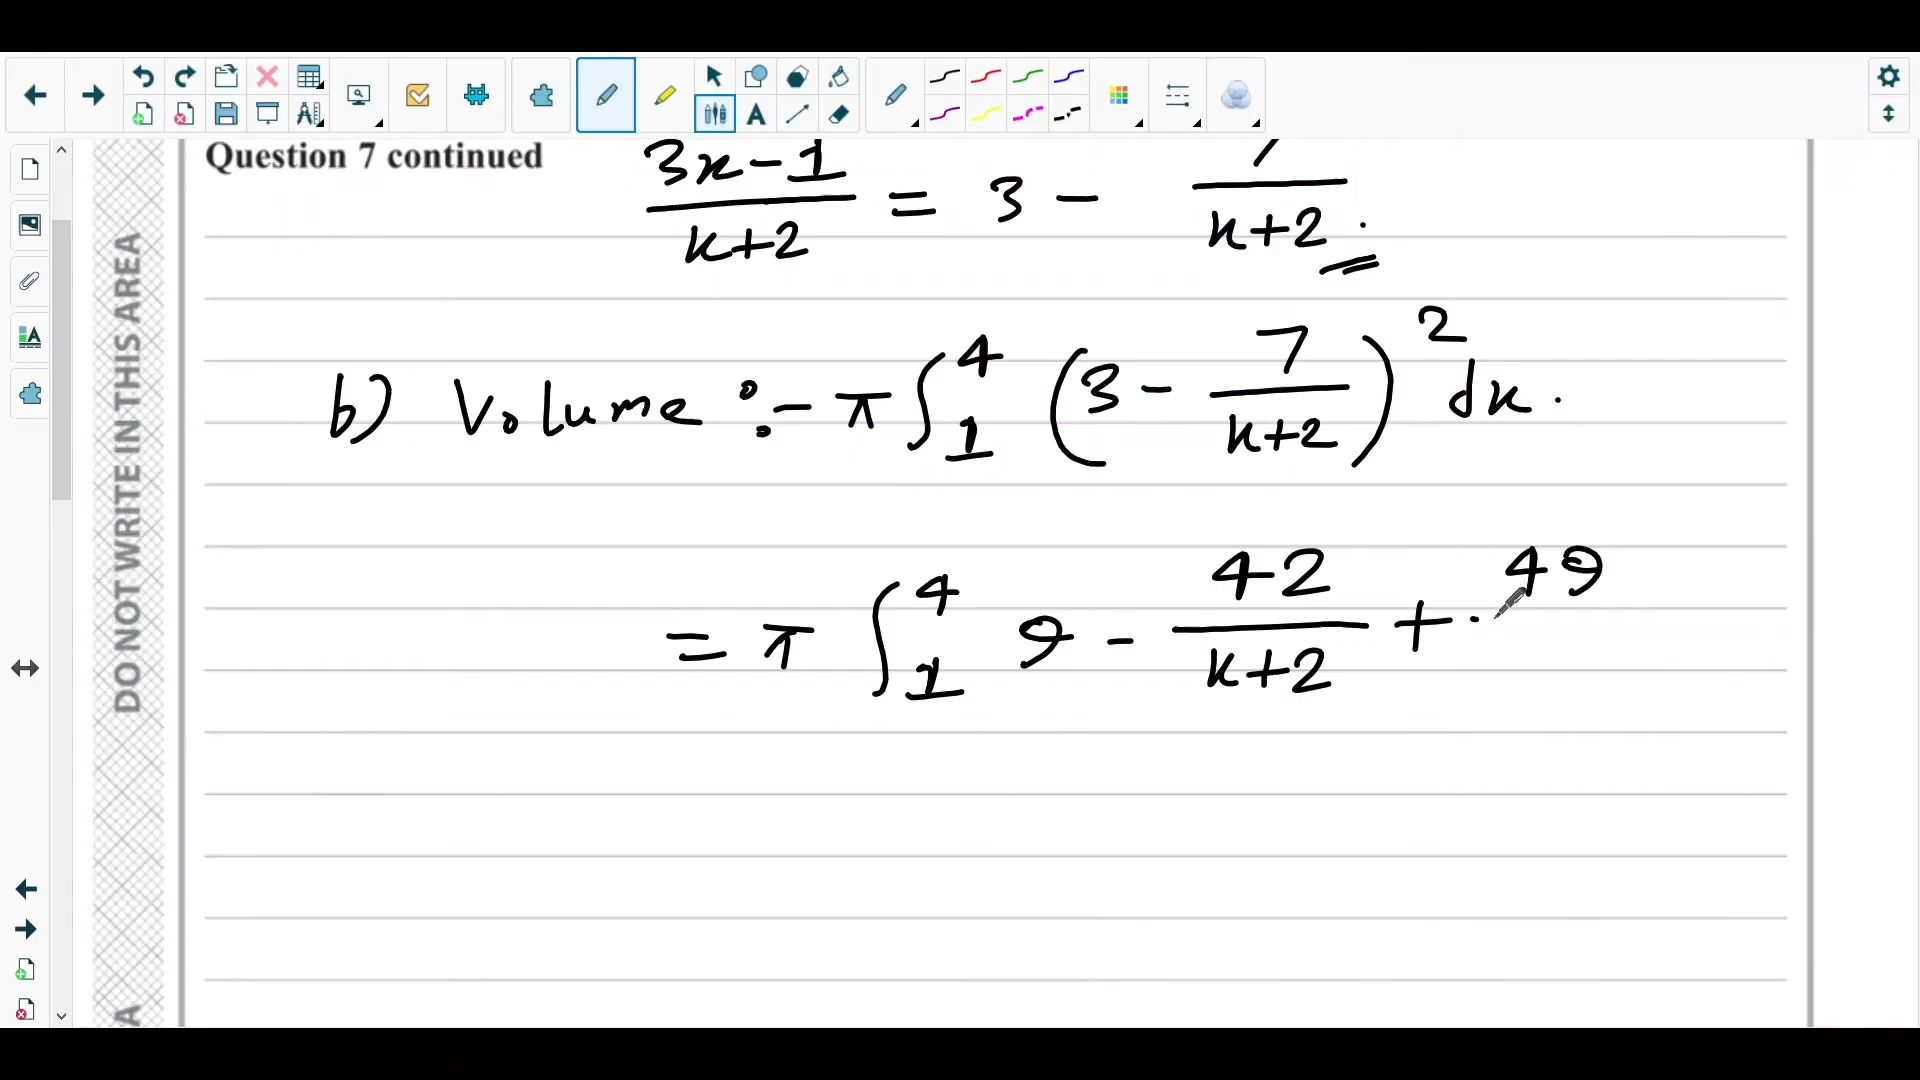 Question 7 continued
3x-1/x+2 = 3 - 7/x+2.
b) Volume :- π∫₁⁴ (3 - 7/x+2)² dx.
= π ∫₁⁴ 9 - 42/x+2 + 49
DO NOT WRITE IN THIS AREA
A